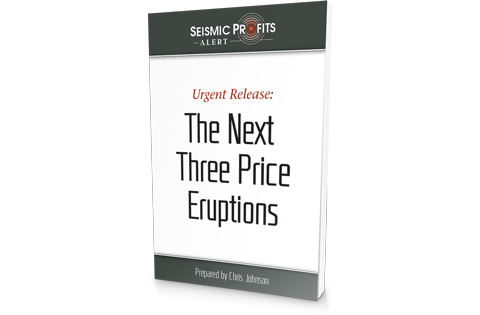 SEISMIC PROFITS
ALERT
Urgent Release:
The Next
Three Price
Eruptions
Prepared by Chris Johnson